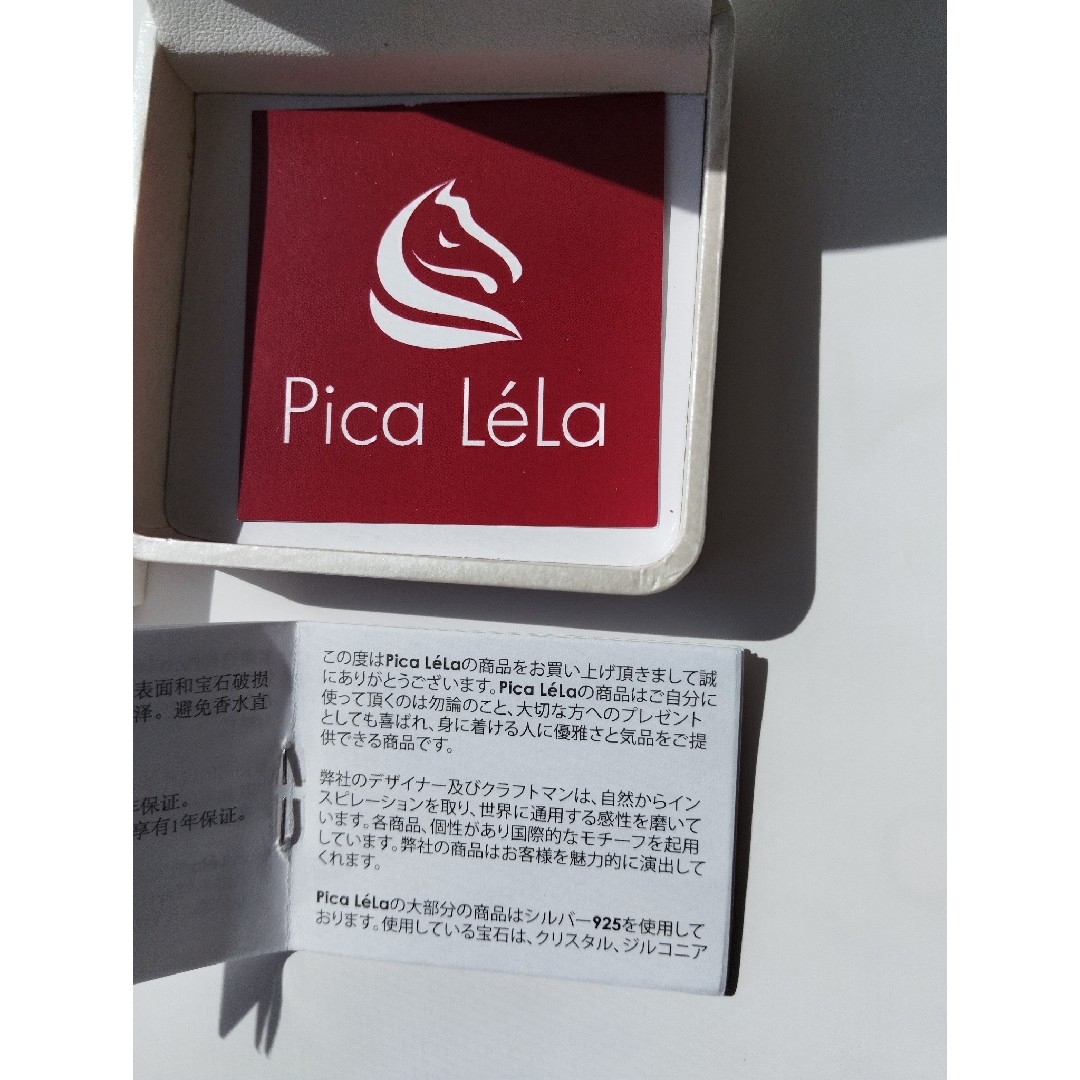 Pica LéLa
表面和宝石破损
泽。避免香水直
保证。
享有1年保证。
この度はPica LéLaの商品をお買い上げ頂きまして誠
にありがとうございます。Pica LéLaの商品はご自分に
使って頂くのは勿論のこと、大切な方へのプレゼント
としても喜ばれ、身に着ける人に優雅さと気品をご提
供できる商品です。
弊社のデザイナー及びクラフトマンは、自然からイン
スピレーションを取り、世界に通用する感性を磨いて
います。各商品、個性があり国際的なモチーフを起用
しています。弊社の商品はお客様を魅力的に演出して
くれます。
Pica LéLaの大部分の商品はシルバー925を使用して
おります。使用している宝石は、クリスタル、ジルコニア